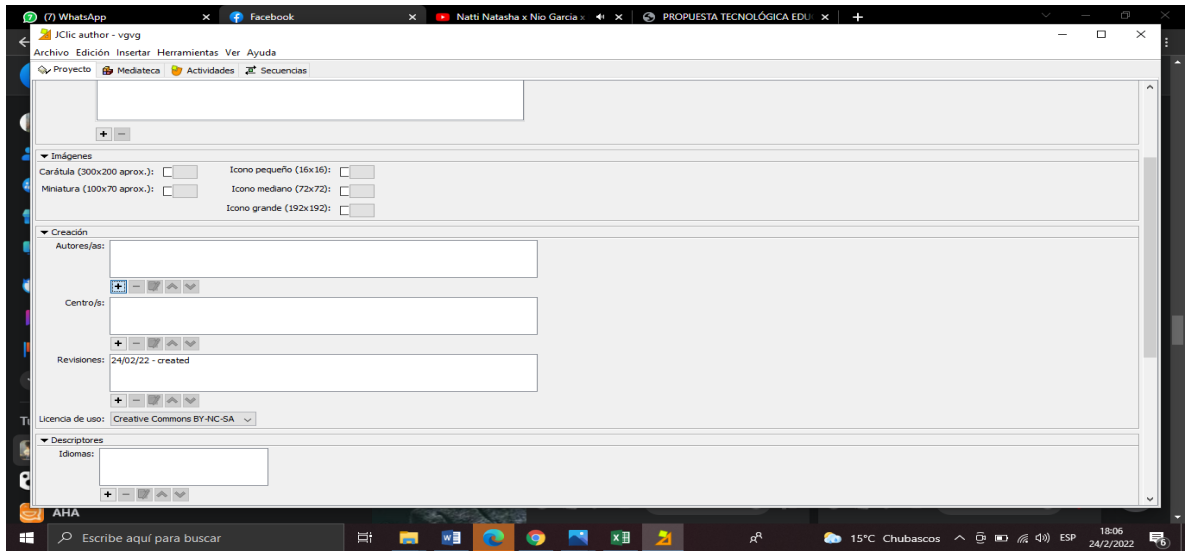 (7) WhatsApp
Facebook
Natti Natasha x Nio Garcia x
PROPUESTA TECNOLÓGICA EDU
JClic author - vgvg
Archivo Edición Insertar Herramientas Ver Ayuda
Proyecto Mediateca Actividades Secuencias
Imágenes
Carátula (300x200 aprox.):
Icono pequeño (16x16):
Miniatura (100x70 aprox.):
Icono mediano (72x72):
Icono grande (192x192):
Creación
Autores/as:
Centro/s:
Revisiones: 24/02/22 - created
Licencia de uso: Creative Commons BY-NC-SA
Descriptores
Idiomas:
AHA
Escribe aquí para buscar
15°C Chubascos
ESP
18:06
24/2/2022
6